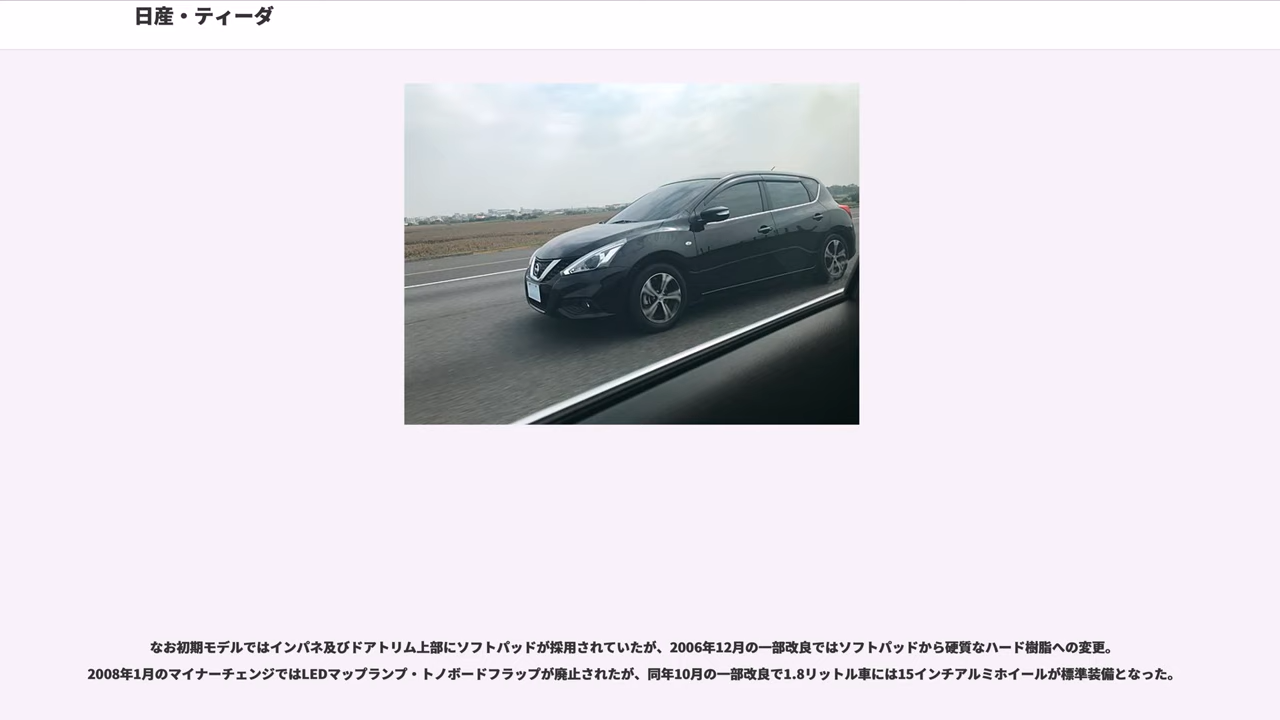 日産・ティーダ
なお初期モデルではインパネ及びドアトリム上部にソフトパッドが採用されていたが、2006年12月の一部改良ではソフトパッドから硬質なハード樹脂への変更。
2008年1月のマイナーチェンジではLEDマップランプ・トノボードフラップが廃止されたが、同年10月の一部改良で1.8リットル車には15インチアルミホイールが標準装備となった。